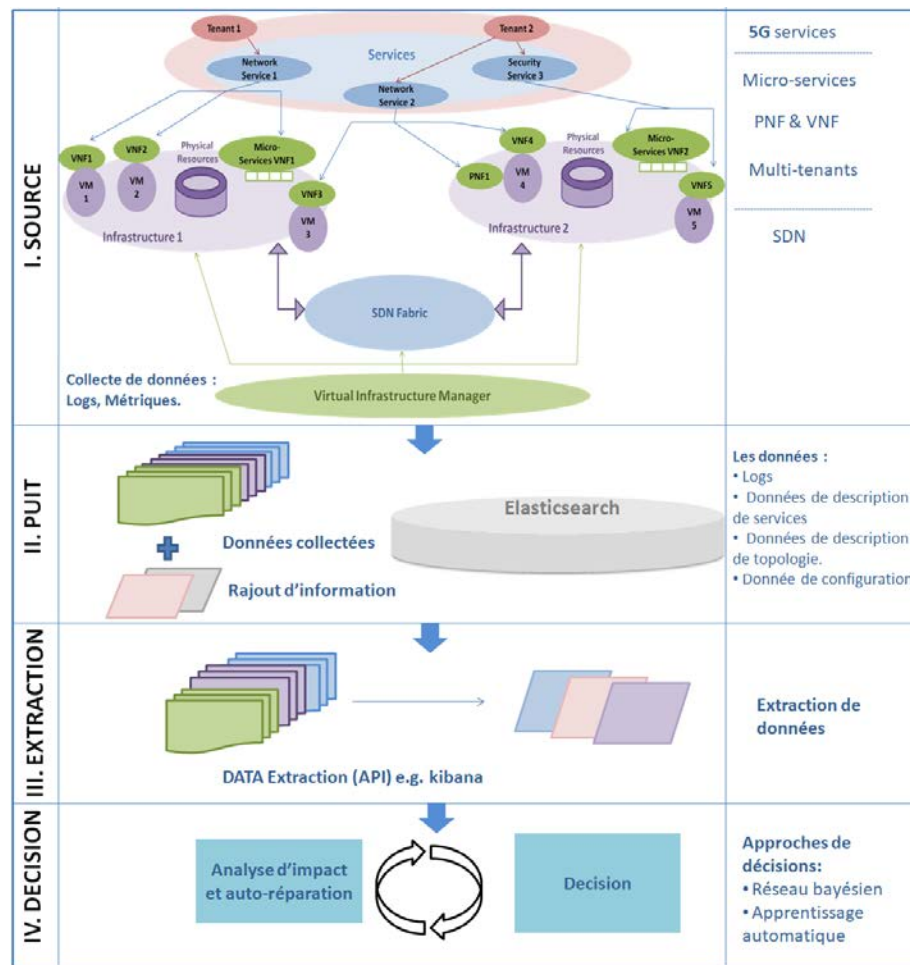 I. SOURCE
Tenant 1
Tenant 2
Services
Network
Service 1
Security
Service 3
Network
Service 2
VNF1
VNF2
Physical
Resources
Micro-
Services VNF1
VM
1
VM
2
VNF3
VM
3
Infrastructure 1
VNF4
PNF1
VM
4
Physical
Resources
Micro-
Services VNF2
VNF5
VM
5
Infrastructure 2
SDN Fabric
Collecte de données :
Logs, Métriques.
Virtual Infrastructure Manager
5G services
Micro-services
PNF & VNF
Multi-tenants
SDN
II. PUIT
Données collectées
Rajout d'information
Elasticsearch
Les données :
• Logs
• Données de description
de services
• Données de description
de topologie.
• Donnée de configuration
III. EXTRACTION
DATA Extraction (API) e.g. kibana
Extraction de
données
IV. DECISION
Analyse d'impact
et auto-réparation
Decision
Approches de
décisions:
• Réseau bayésien
• Apprentissage
automatique